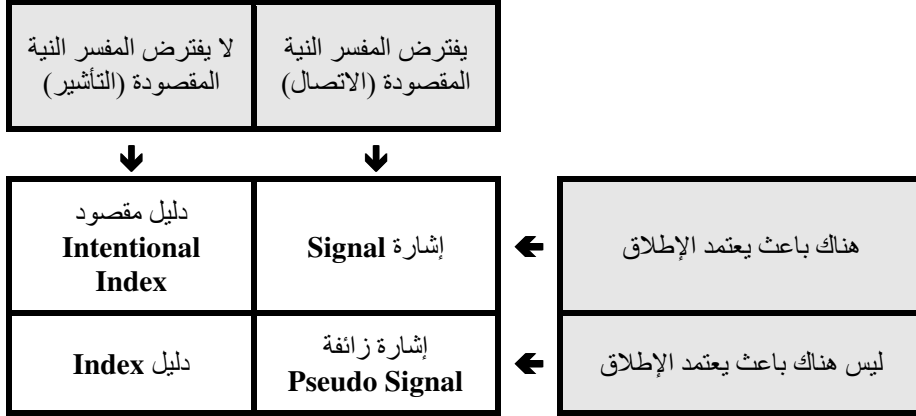 يفترض المفسر النية
المقصودة (الاتصال)
لا يفترض المفسر النية
المقصودة (التأشير)
هناك باعث يعتمد الإطلاق
إشارة Signal
دليل مقصود
Intentional
Index
ليس هناك باعث يعتمد الإطلاق
إشارة زائفة
Pseudo Signal
دليل Index